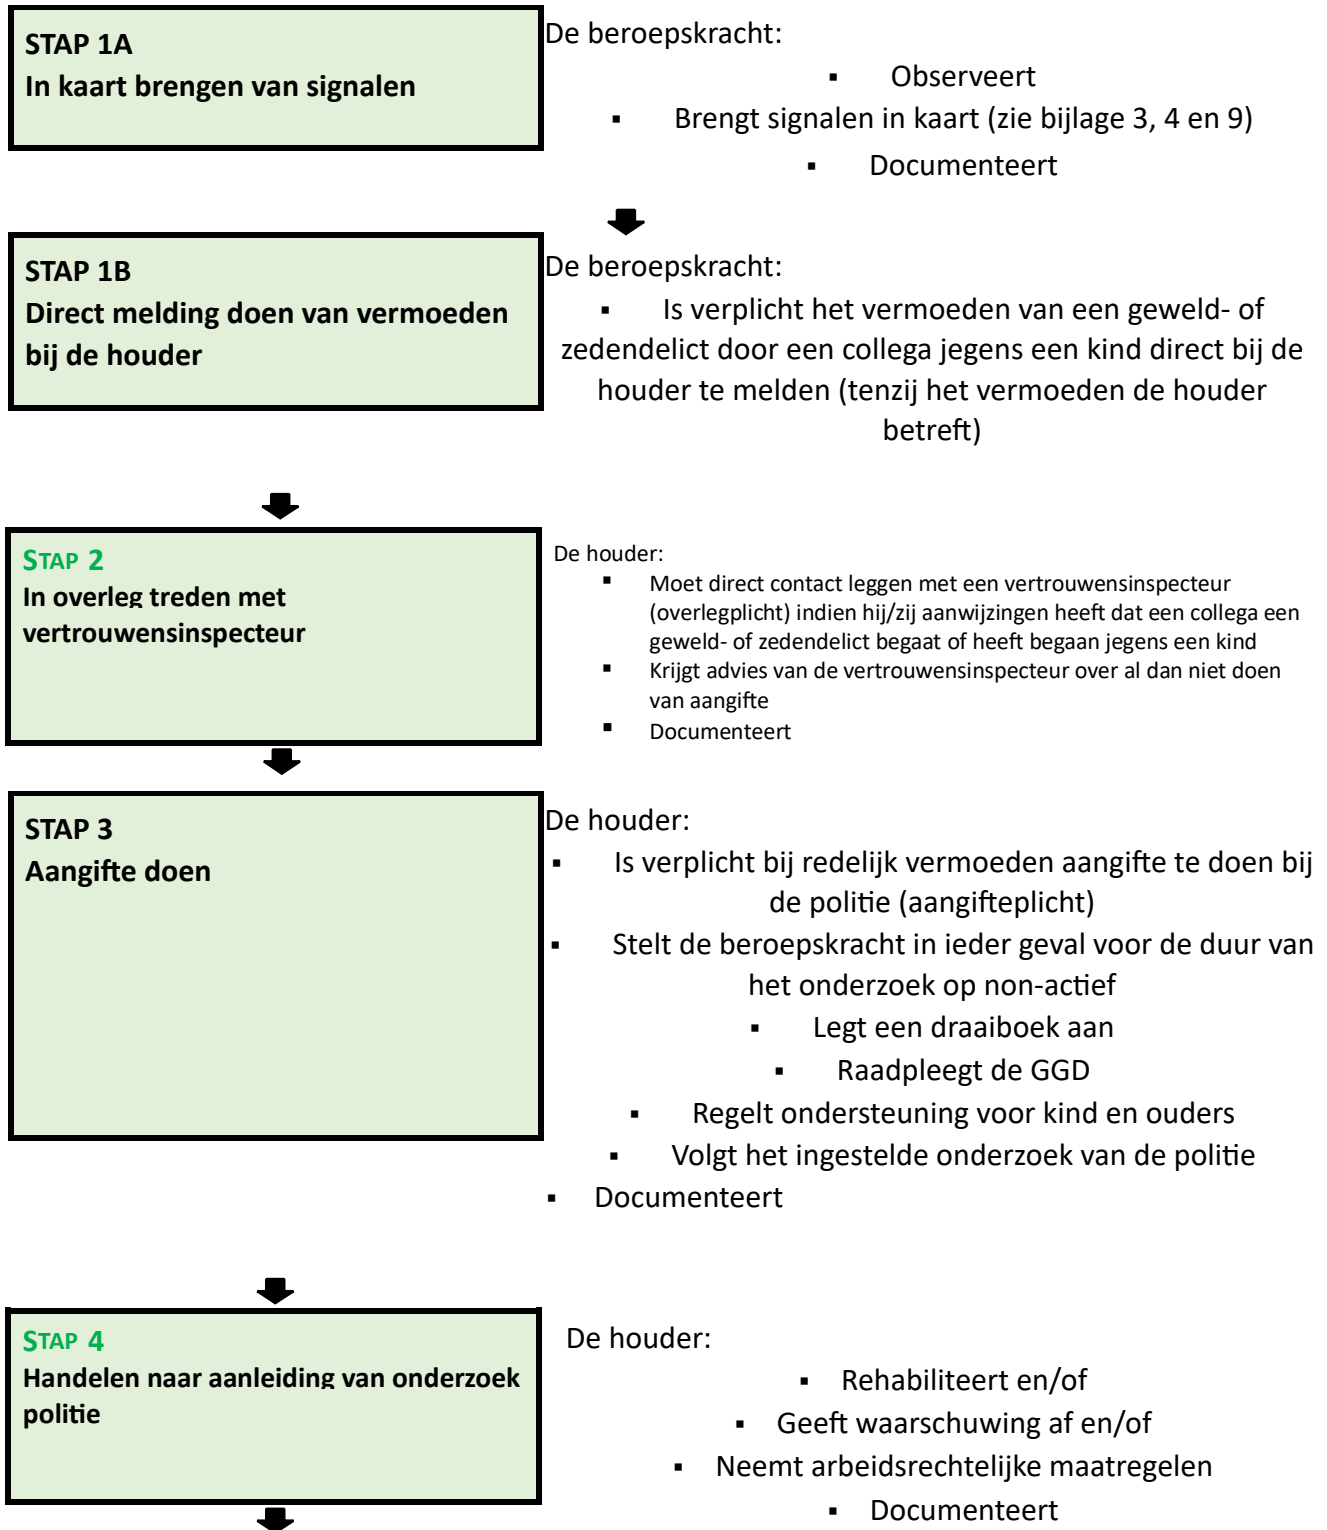 STAP 1A
In kaart brengen van signalen
De beroepskracht:
▪ Observeert
▪ Brengt signalen in kaart (zie bijlage 3, 4 en 9)
▪ Documenteert
STAP 1B
Direct melding doen van vermoeden
bij de houder
De beroepskracht:
▪ Is verplicht het vermoeden van een geweld- of
zedendelict door een collega jegens een kind direct bij de
houder te melden (tenzij het vermoeden de houder
betreft)
STAP 2
In overleg treden met
vertrouwensinspecteur
De houder:
▪ Moet direct contact leggen met een vertrouwensinspecteur
(overlegplicht) indien hij/zij aanwijzingen heeft dat een collega een
geweld- of zedendelict begaat of heeft begaan jegens een kind
▪ Krijgt advies van de vertrouwensinspecteur over al dan niet doen
van aangifte
▪ Documenteert
STAP 3
Aangifte doen
De houder:
▪ Is verplicht bij redelijk vermoeden aangifte te doen bij
de politie (aangifteplicht)
▪ Stelt de beroepskracht in ieder geval voor de duur van
het onderzoek op non-actief
▪ Legt een draaiboek aan
▪ Raadpleegt de GGD
▪ Regelt ondersteuning voor kind en ouders
▪ Volgt het ingestelde onderzoek van de politie
▪ Documenteert
STAP 4
Handelen naar aanleiding van onderzoek
politie
De houder:
▪ Rehabiliteert en/of
▪ Geeft waarschuwing af en/of
▪ Neemt arbeidsrechtelijke maatregelen
▪ Documenteert